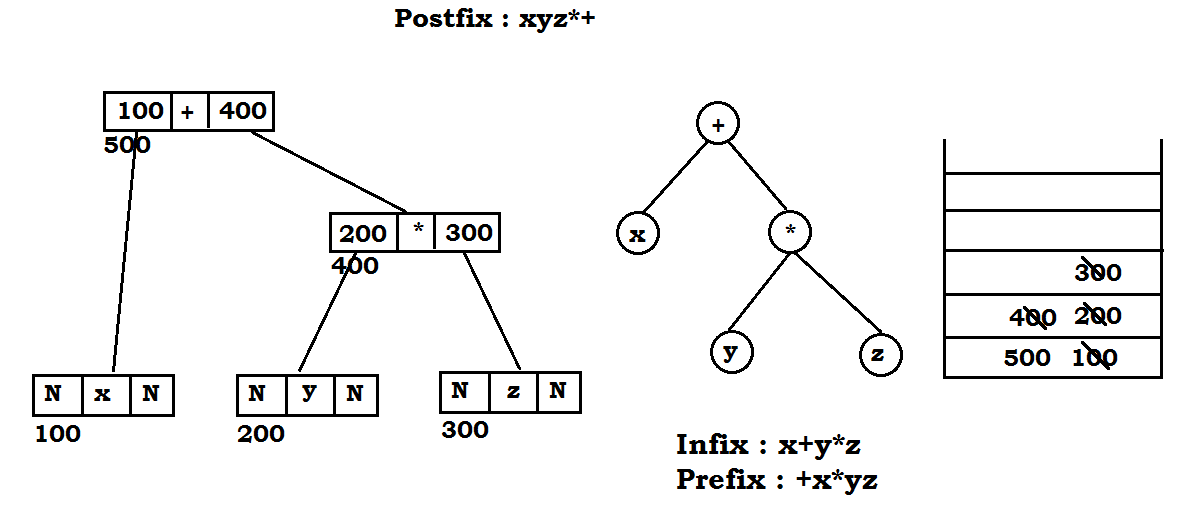 Postfix : xyz*+
100 + 400
500
+
x
*
200 * 300
400
y
z
300
400 200
500 100
N x N
100
N y N
200
N z N
300
Infix : x+y*z
Prefix : +x*yz